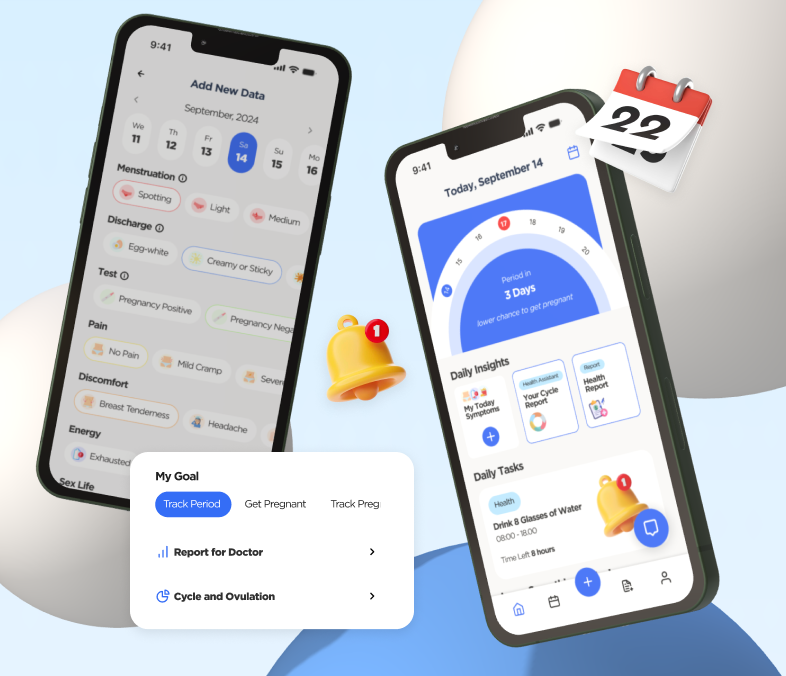 9:41
Add New Data
September, 2024
We Th Fr Sa Su Mo
11 12 13 14 15 16
Menstruation
Spotting Light Medium
Discharge
Egg-white Creamy or Sticky
Test
Pregnancy Positive Pregnancy Nega
Pain
No Pain Mild Cramp Sever
Discomfort
Breast Tenderness Headache
Energy
Exhausted
Sex Life
1
My Goal
Track Period Get Pregnant Track Preg
Report for Doctor
Cycle and Ovulation
22
9:41
Today, September 14
14 15 16 17 18 19 20
Period in
3 Days
lower chance to get pregnant
Daily Insights
My Today
Symptoms
Health Assistant
Your Cycle
Report
Report
Health
Report
Daily Tasks
Health
Drink 8 Glasses of Water
08:00 - 18:00
Time Left 8 hours
1